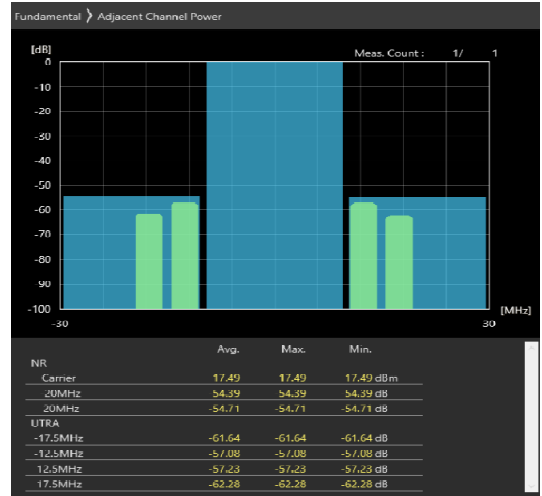 Fundamental 〉 Adjacent Channel Power
[dB]
Meas. Count : 1/ 1
0
-10
-20
-30
-40
-50
-60
-70
-80
90
-100
[MHz]
-30 30
Avg. Max. Min.
NR
Carrier 17.49 17.49 17.49 dBm
20MHz 54.39 54.39 54.39 dB
20MHz -54.71 -54.71 -54.71 dB
UTRA
-17.5MHz -61.64 -61.64 -61.64 dB
-12.5MHz -57.08 -57.08 -57.08 dB
12.5MHz -57.23 -57.23 -57.23 dB
17.5MHz -62.28 -62.28 -62.28 dB